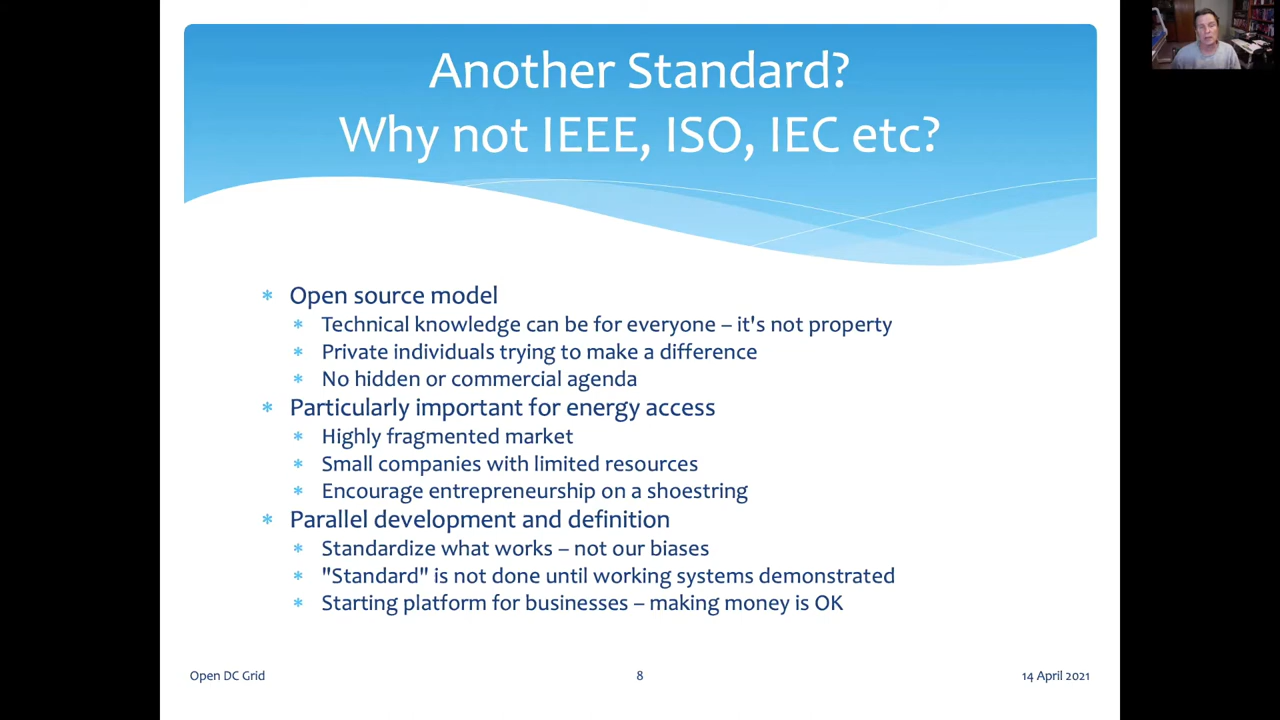 Another Standard?
Why not IEEE, ISO, IEC etc?
* Open source model
* Technical knowledge can be for everyone – it's not property
* Private individuals trying to make a difference
* No hidden or commercial agenda
* Particularly important for energy access
* Highly fragmented market
* Small companies with limited resources
* Encourage entrepreneurship on a shoestring
* Parallel development and definition
* Standardize what works – not our biases
* "Standard" is not done until working systems demonstrated
* Starting platform for businesses – making money is OK
Open DC Grid
8
14 April 2021